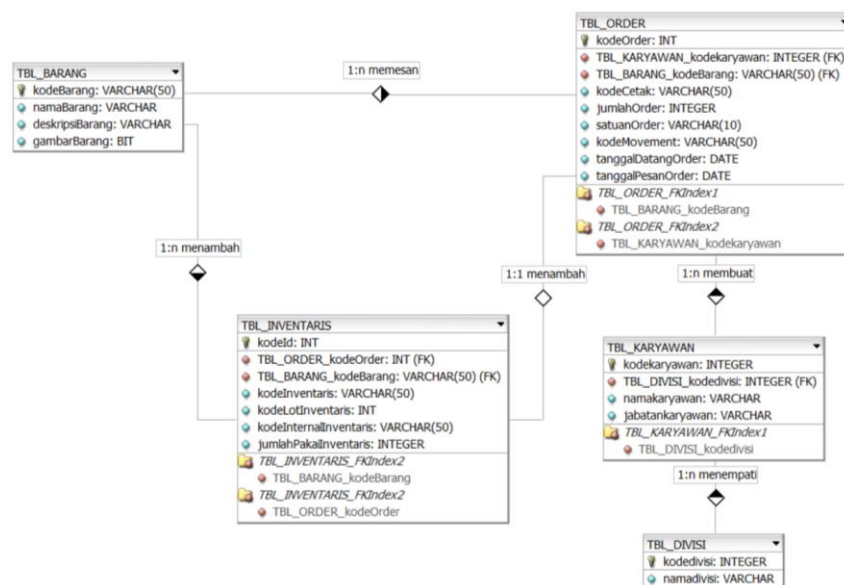 TBL_ORDER
kodeOrder: INT
TBL_KARYAWAN_kodekaryawan: INTEGER (FK)
TBL_BARANG_kodeBarang: VARCHAR(50) (FK)
kodeCetak: VARCHAR(50)
jumlahOrder: INTEGER
satuanOrder: VARCHAR(10)
kodeMovement: VARCHAR(50)
tanggalDatangOrder: DATE
tanggalPesanOrder: DATE
TBL_ORDER_FKIndex1
TBL_BARANG_kodeBarang
TBL_ORDER_FKIndex2
TBL_KARYAWAN_kodekaryawan
1:n memesan
TBL_BARANG
kodeBarang: VARCHAR(50)
namaBarang: VARCHAR
deskripsiBarang: VARCHAR
gambarBarang: BIT
1:n menambah
1:1 menambah
1:n membuat
TBL_INVENTARIS
kodeId: INT
TBL_ORDER_kodeOrder: INT (FK)
TBL_BARANG_kodeBarang: VARCHAR(50) (FK)
kodeInventaris: VARCHAR(50)
kodeLotInventaris: INT
kodeInternalInventaris: VARCHAR(50)
jumlahPakaiInventaris: INTEGER
TBL_INVENTARIS_FKIndex2
TBL_BARANG_kodeBarang
TBL_INVENTARIS_FKIndex2
TBL_ORDER_kodeOrder
TBL_KARYAWAN
kodekaryawan: INTEGER
TBL_DIVISI_kodedivisi: INTEGER (FK)
namakaryawan: VARCHAR
jabatankaryawan: VARCHAR
TBL_KARYAWAN_FKIndex1
TBL_DIVISI_kodedivisi
1:n menempati
TBL_DIVISI
kodedivisi: INTEGER
namadivisi: VARCHAR